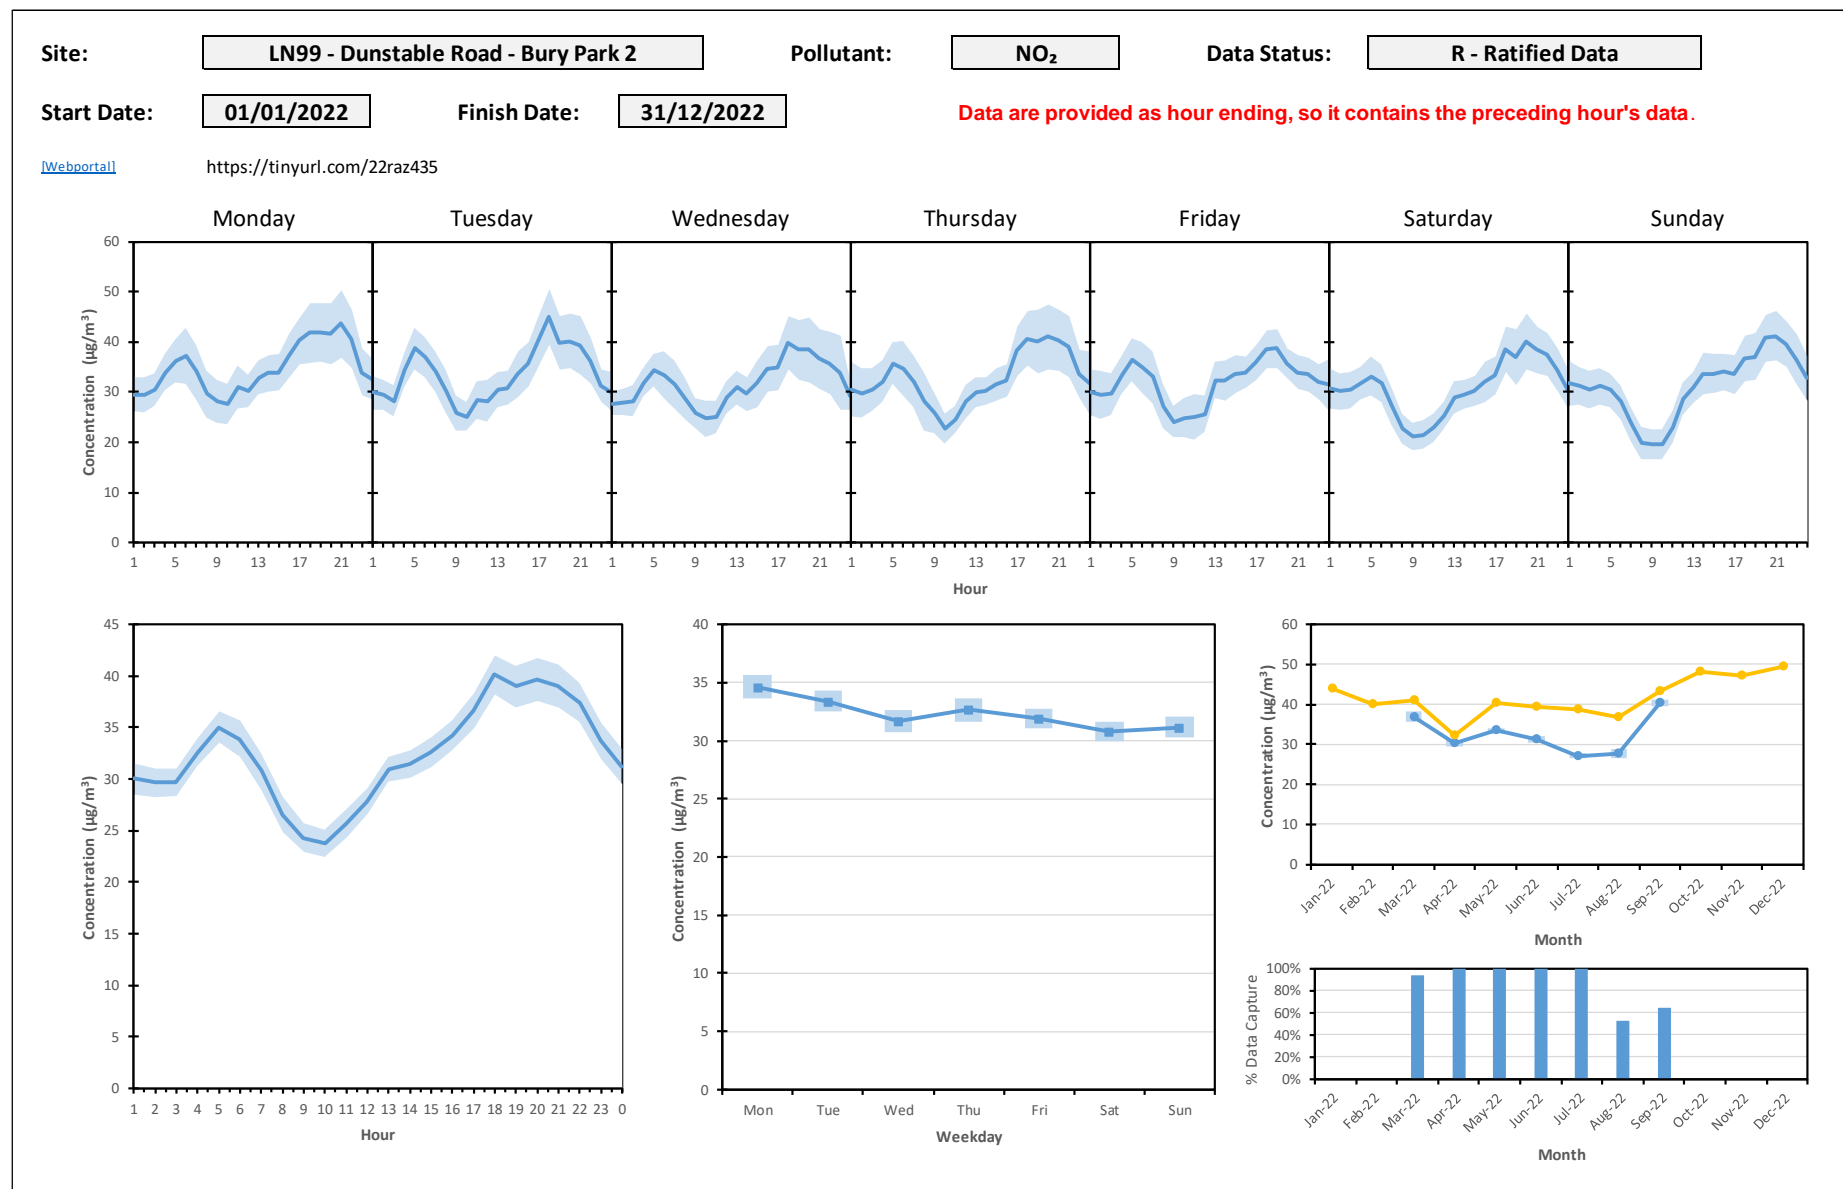 Site: LN99 - Dunstable Road - Bury Park 2 Pollutant: NO₂ Data Status: R - Ratified Data
Start Date: 01/01/2022 Finish Date: 31/12/2022 Data are provided as hour ending, so it contains the preceding hour's data.
[Webportal] https://tinyurl.com/22raz435
Monday Tuesday Wednesday Thursday Friday Saturday Sunday
Concentration (µg/m³)
60
50
40
30
20
10
0
1 5 9 13 17 21 1 5 9 13 17 21 1 5 9 13 17 21 1 5 9 13 17 21 1 5 9 13 17 21 1 5 9 13 17 21 1 5 9 13 17 21
Hour
Concentration (µg/m³)
45
40
35
30
25
20
15
10
5
0
1 2 3 4 5 6 7 8 9 10 11 12 13 14 15 16 17 18 19 20 21 22 23 0
Hour
Concentration (µg/m³)
40
35
30
25
20
15
10
5
0
Mon Tue Wed Thu Fri Sat Sun
Weekday
Concentration (µg/m³)
60
50
40
30
20
10
0
Jan-22 Feb-22 Mar-22 Apr-22 May-22 Jun-22 Jul-22 Aug-22 Sep-22 Oct-22 Nov-22 Dec-22
Month
% Data Capture
100%
80%
60%
40%
20%
0%
Jan-22 Feb-22 Mar-22 Apr-22 May-22 Jun-22 Jul-22 Aug-22 Sep-22 Oct-22 Nov-22 Dec-22
Month